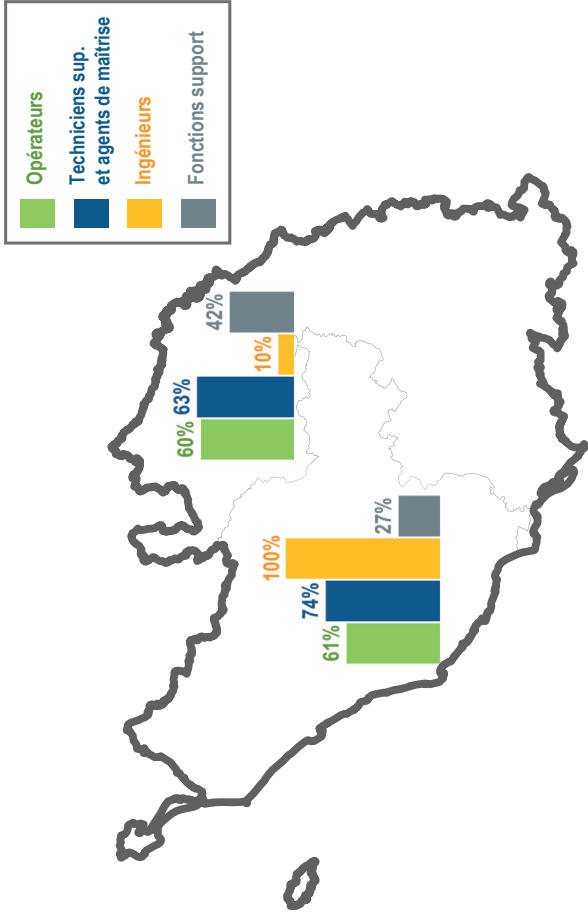 Opérateurs
Techniciens sup.
et agents de maîtrise
Ingénieurs
Fonctions support
60%
63%
10%
42%
61%
74%
100%
27%